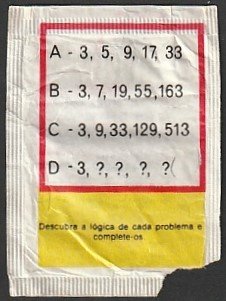 A - 3, 5, 9, 17, 33
B - 3, 7, 19, 55, 163
C - 3, 9, 33, 129, 513
D - 3, ?, ?, ?, ?
Descubra a lógica de cada problema e
complete-os.